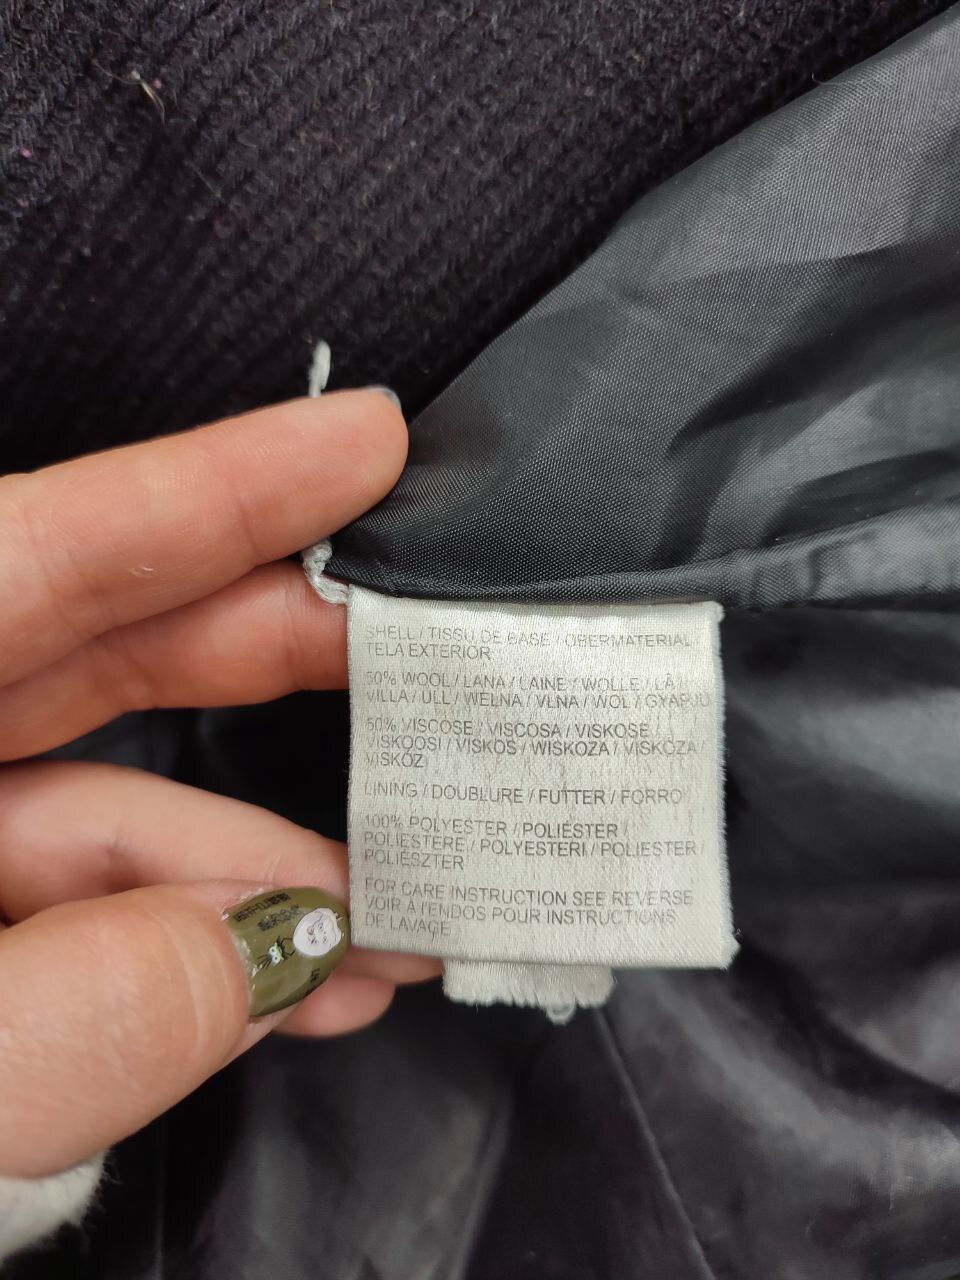 SHELL / TISSU DE BASE / OBERMATERIAL /
TELA EXTERIOR
50% WOOL / LANA / LAINE / WOLLE / LÃ /
VILLA / ULL / WELNA / VLNA / WOL / GYAPJÚ
50% VISCOSE / VISCOSA / VISKOSE /
VISKOOSI / VISKOS / WISKOZA / VISKÓZA /
VISKÓZ
LINING / DOUBLURE / FUTTER / FORRO
100% POLYESTER / POLIÉSTER /
POLIESTERE / POLYESTERI / POLIESTER /
POLIÉSZTER
FOR CARE INSTRUCTION SEE REVERSE
VOIR À l'ENDOS POUR INSTRUCTIONS
DE LAVAGE